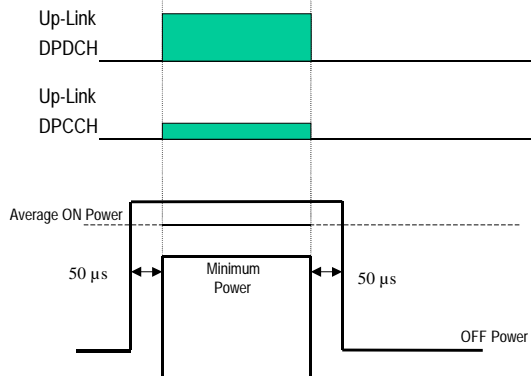 Up-Link
DPDCH
Up-Link
DPCCH
Average ON Power
50 µs
Minimum
Power
50 µs
OFF Power